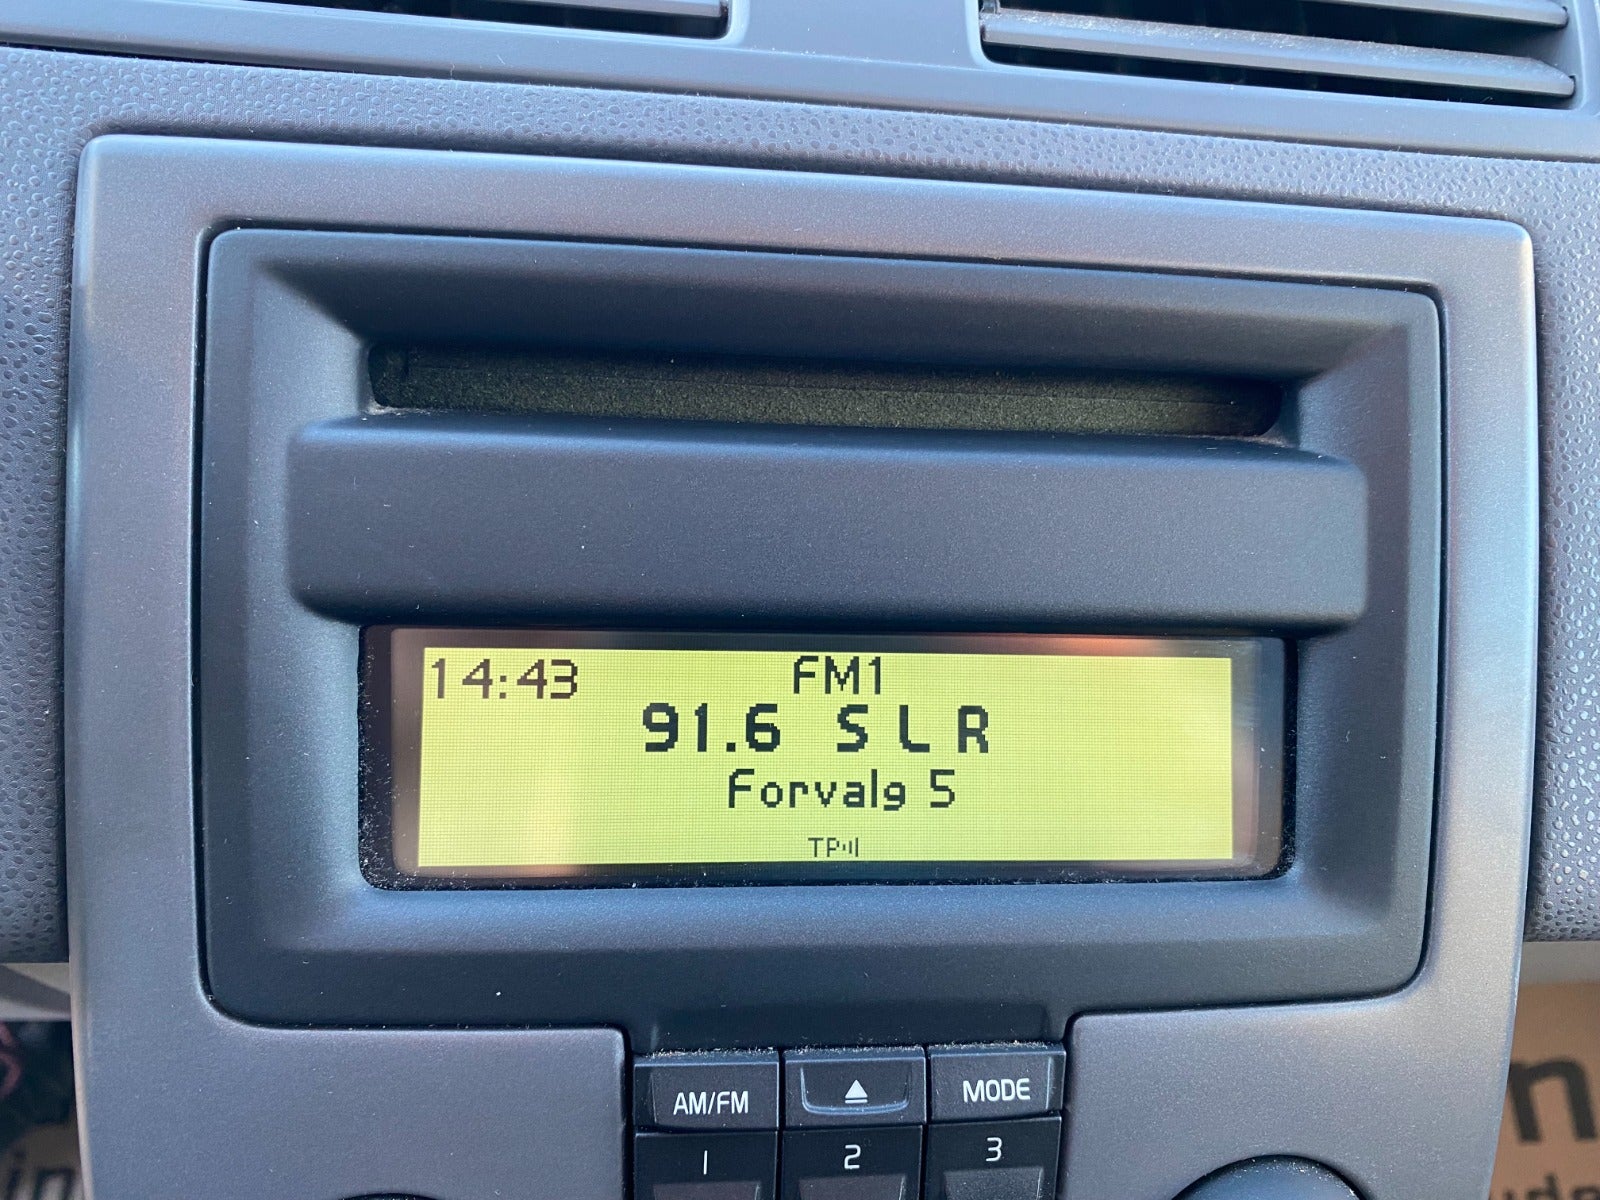 14:43 FM1
91.6 SLR
Forvalg 5
TP
AM/FM MODE
1 2 3